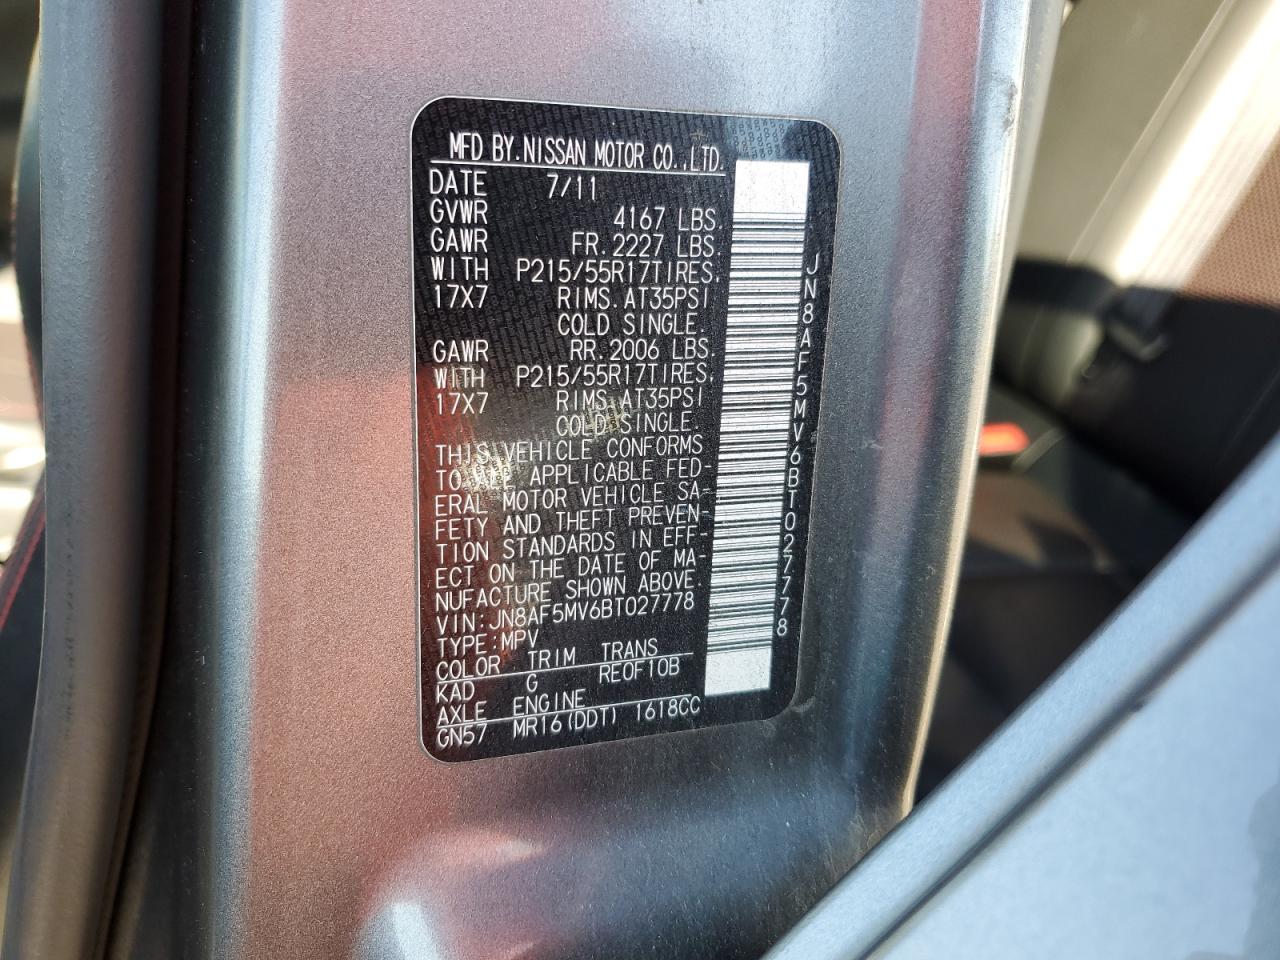 MFD BY.NISSAN MOTOR CO.,LTD.
DATE 7/11
GVWR 4167 LBS.
GAWR FR.2227 LBS.
WITH P215/55R17TIRES.
17X7 RIMS.AT35PSI
COLD SINGLE.
GAWR RR.2006 LBS.
WITH P215/55R17TIRES.
17X7 RIMS.AT35PSI
COLD SINGLE.
THIS VEHICLE CONFORMS
TO ALL APPLICABLE FED-
ERAL MOTOR VEHICLE SA-
FETY AND THEFT PREVEN-
TION STANDARDS IN EFF-
ECT ON THE DATE OF MA-
NUFACTURE SHOWN ABOVE.
VIN:JN8AF5MV6BT027778
TYPE:MPV
COLOR TRIM TRANS
KAD G RE0F10B
AXLE ENGINE
GN57 MR16(DDT) 1618CC
JN8AF5MV6BT027778